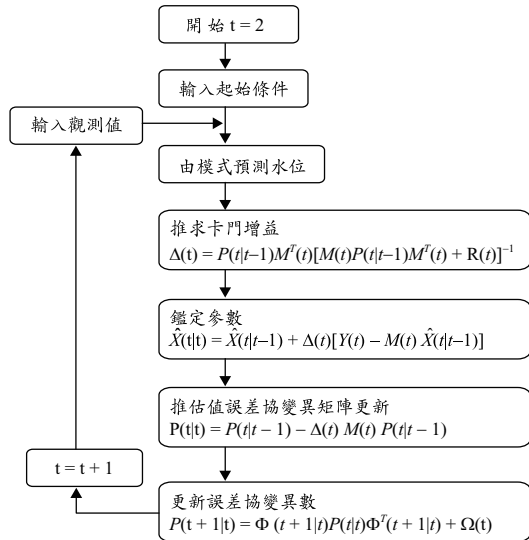 開始 t = 2
輸入起始條件
輸入觀測值
由模式預測水位
推求卡門增益
Δ(t) = P(t|t−1)Mᵀ(t)[M(t)P(t|t−1)Mᵀ(t) + R(t)]⁻¹
鑑定參數
X̂(t|t) = X̂(t|t−1) + Δ(t)[Y(t) − M(t) X̂(t|t−1)]
推估值誤差協變異矩陣更新
P(t|t) = P(t|t − 1) − Δ(t) M(t) P(t|t − 1)
t = t + 1
更新誤差協變異數
P(t + 1|t) = Φ (t + 1|t)P(t|t)Φᵀ(t + 1|t) + Ω(t)